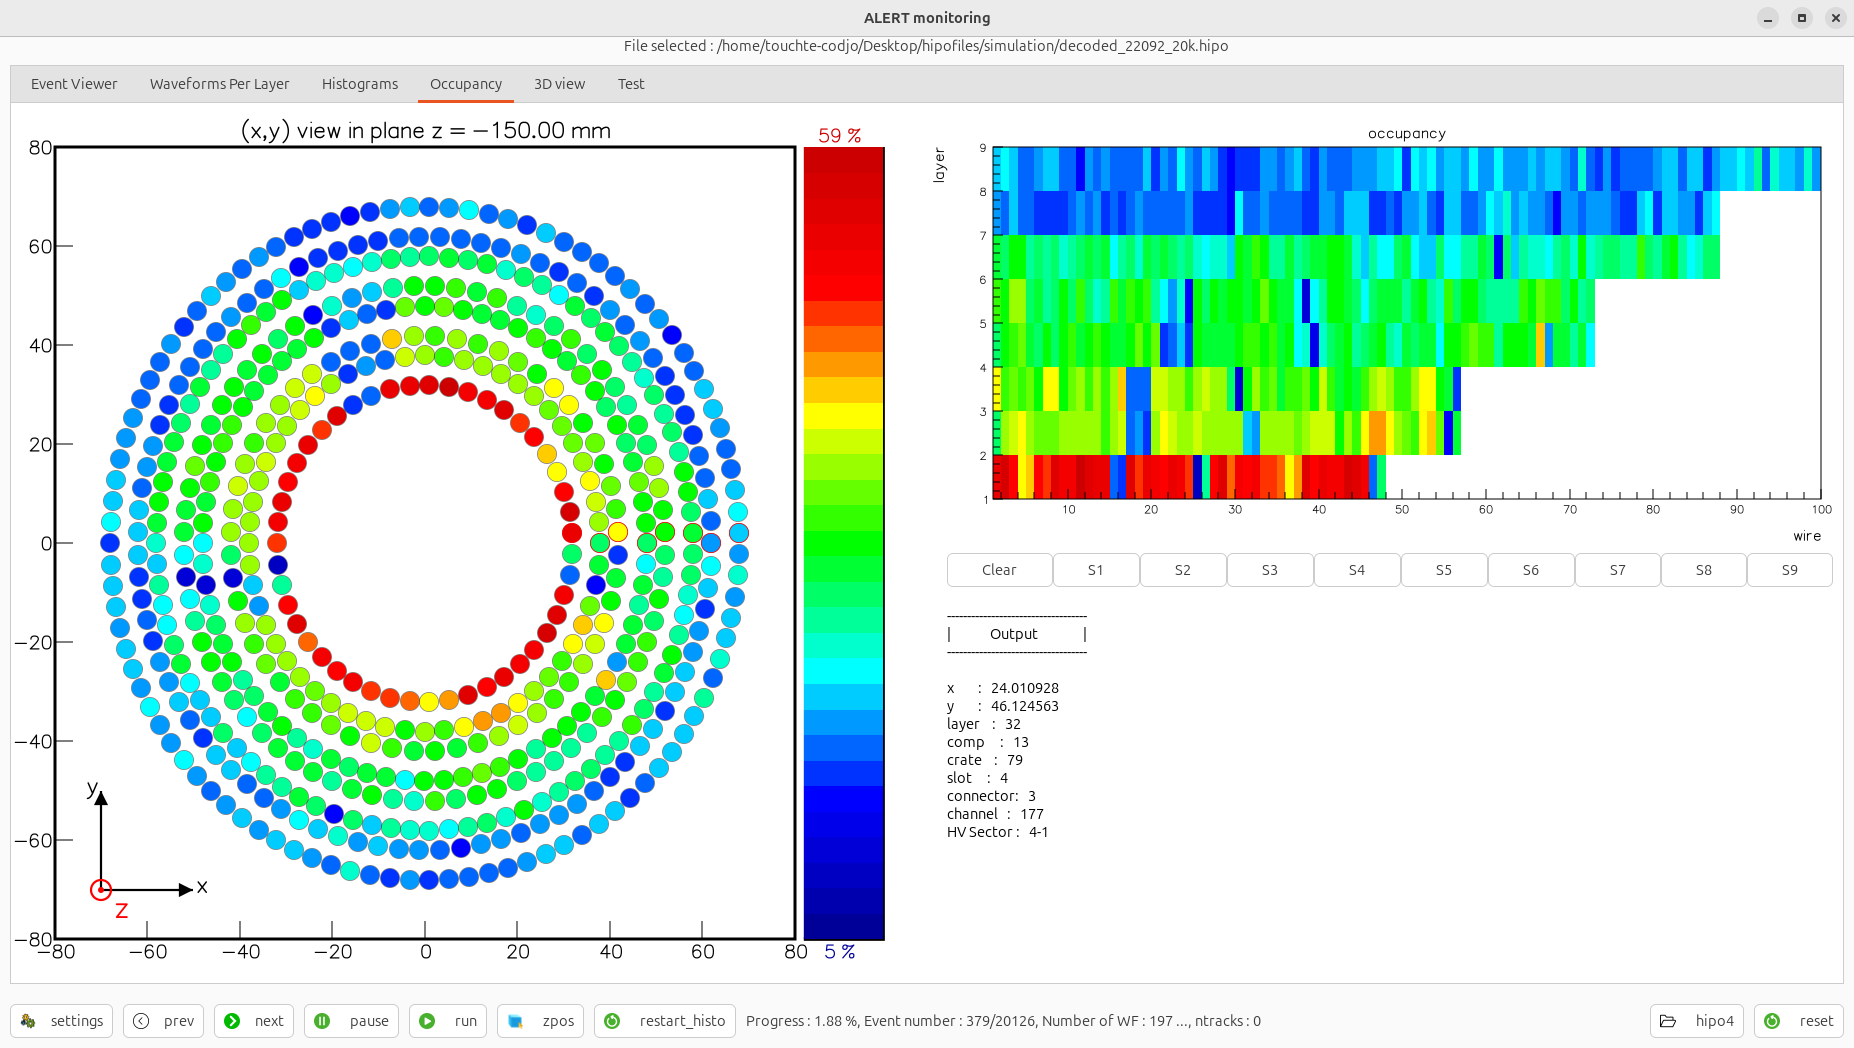 ALERT monitoring
File selected : /home/touchte-codjo/Desktop/hipofiles/simulation/decoded_22092_20k.hipo
Event Viewer Waveforms Per Layer Histograms Occupancy 3D view Test
(x,y) view in plane z = −150.00 mm
80
60
40
20
0
−20
−40
−60
−80
−80 −60 −40 −20 0 20 40 60 80
y
x
z
59 %
5 %
occupancy
layer
9
8
7
6
5
4
3
2
1
10 20 30 40 50 60 70 80 90 100
wire
Clear S1 S2 S3 S4 S5 S6 S7 S8 S9
-----------------------------------
| Output |
-----------------------------------
x : 24.010928
y : 46.124563
layer : 32
comp : 13
crate : 79
slot : 4
connector: 3
channel : 177
HV Sector : 4-1
settings prev next pause run zpos restart_histo Progress : 1.88 %, Event number : 379/20126, Number of WF : 197 ..., ntracks : 0 hipo4 reset